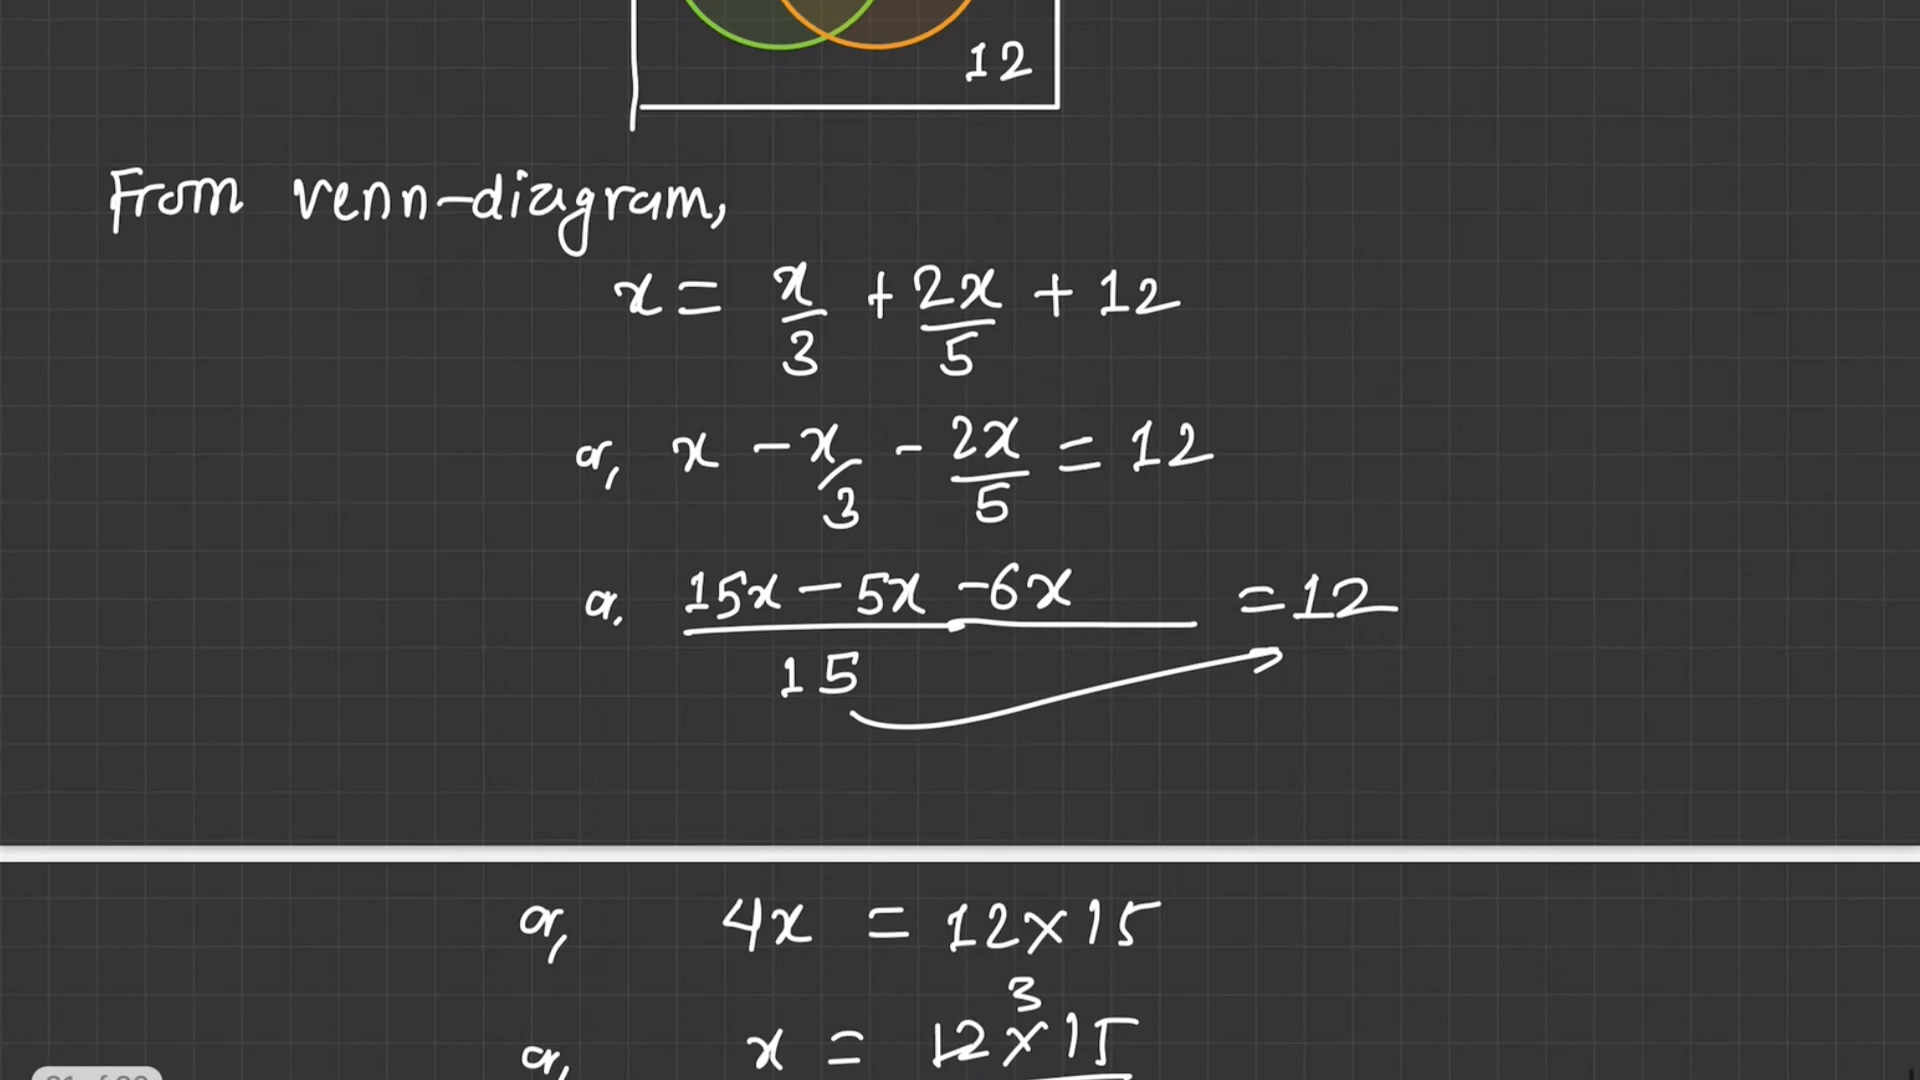 12
From venn-diagram,
x = x/3 + 2x/5 + 12
or, x - x/3 - 2x/5 = 12
or, 15x - 5x - 6x / 15 = 12
or, 4x = 12 × 15
3
or, x = 12 × 15